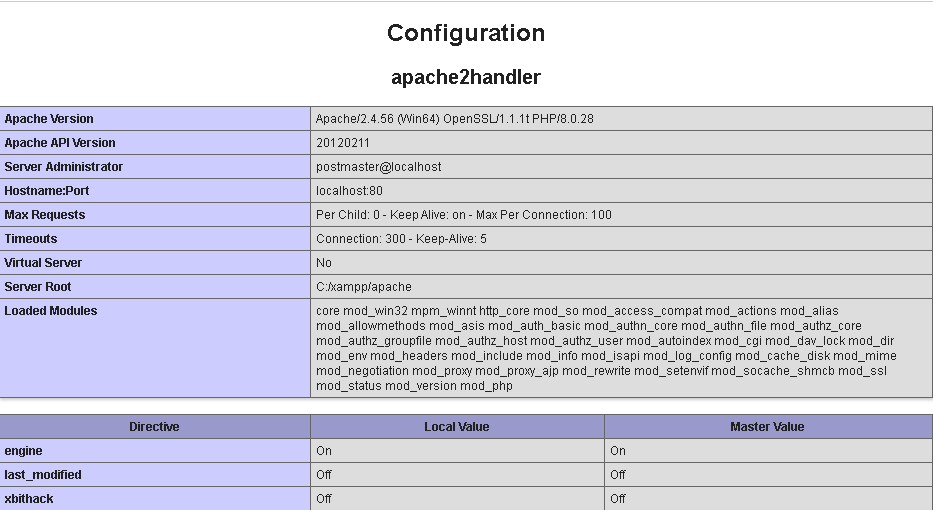 Configuration
apache2handler
Apache Version Apache/2.4.56 (Win64) OpenSSL/1.1.1t PHP/8.0.28
Apache API Version 20120211
Server Administrator postmaster@localhost
Hostname:Port localhost:80
Max Requests Per Child: 0 - Keep Alive: on - Max Per Connection: 100
Timeouts Connection: 300 - Keep-Alive: 5
Virtual Server No
Server Root C:/xampp/apache
Loaded Modules core mod_win32 mpm_winnt http_core mod_so mod_access_compat mod_actions mod_alias
mod_allowmethods mod_asis mod_auth_basic mod_authn_core mod_authn_file mod_authz_core
mod_authz_groupfile mod_authz_host mod_authz_user mod_autoindex mod_cgi mod_dav_lock mod_dir
mod_env mod_headers mod_include mod_info mod_isapi mod_log_config mod_cache_disk mod_mime
mod_negotiation mod_proxy mod_proxy_ajp mod_rewrite mod_setenvif mod_socache_shmcb mod_ssl
mod_status mod_version mod_php
Directive Local Value Master Value
engine On On
last_modified Off Off
xbithack Off Off